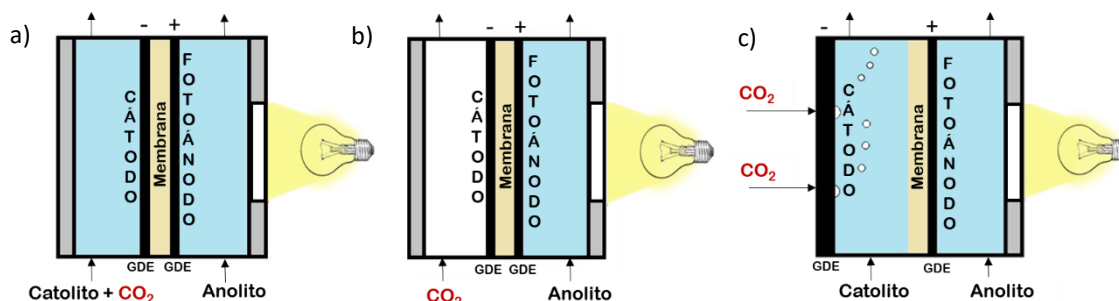 a)
- +
CÁTODO
Membrana
FOTOÁNODO
GDE GDE
Catolito + CO₂ Anolito
b)
- +
CÁTODO
Membrana
FOTOÁNODO
GDE GDE
CO₂ Anolito
c)
- +
CO₂
CO₂
CÁTODO
Membrana
FOTOÁNODO
GDE GDE
Catolito Anolito